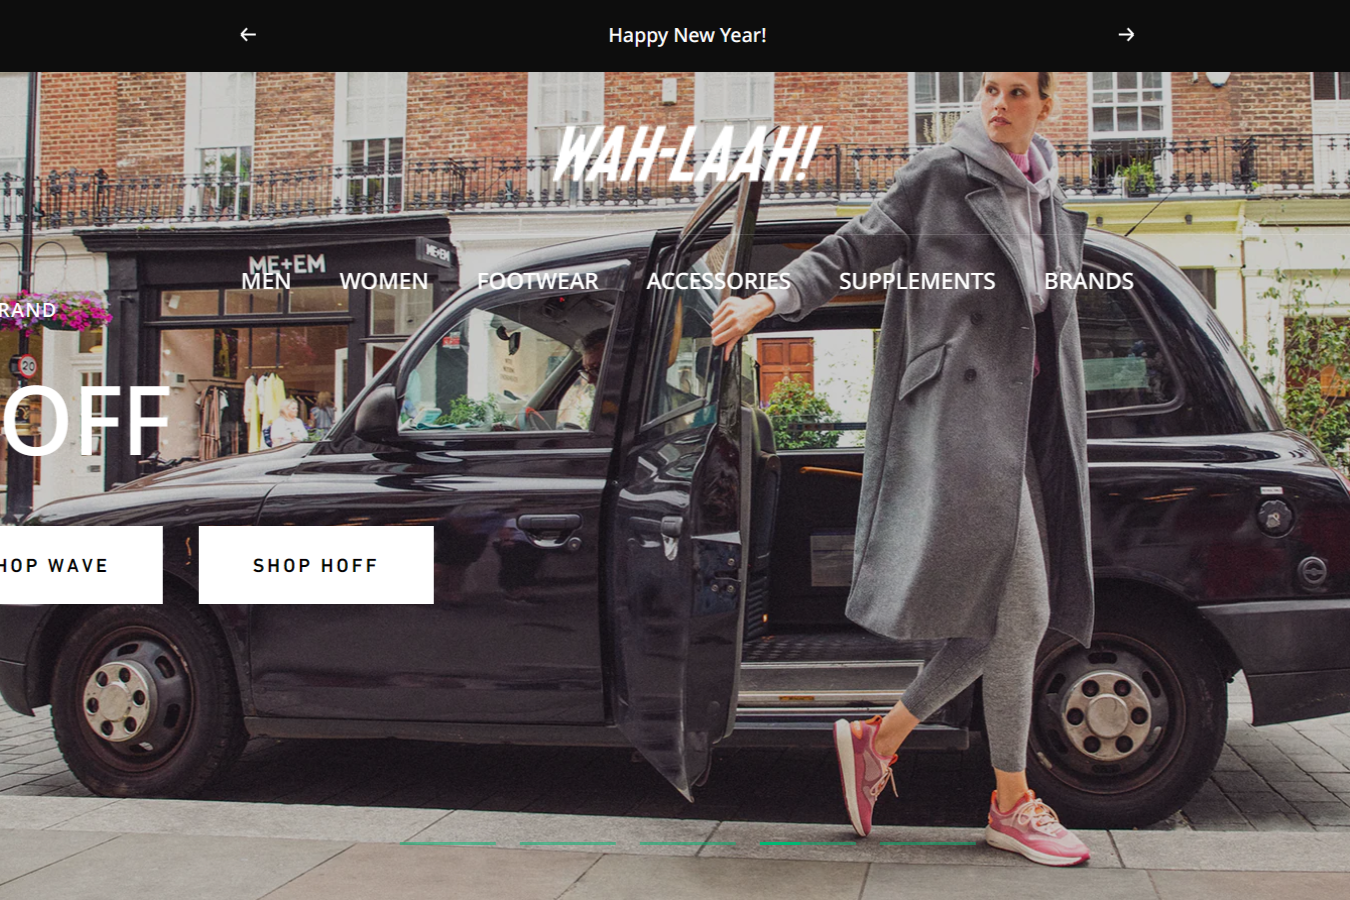 Happy New Year!
WAH-LAAH!
ME+EM
ME+EM
MEN WOMEN FOOTWEAR ACCESSORIES SUPPLEMENTS BRANDS
RAND
OFF
20
HOP WAVE
SHOP HOFF